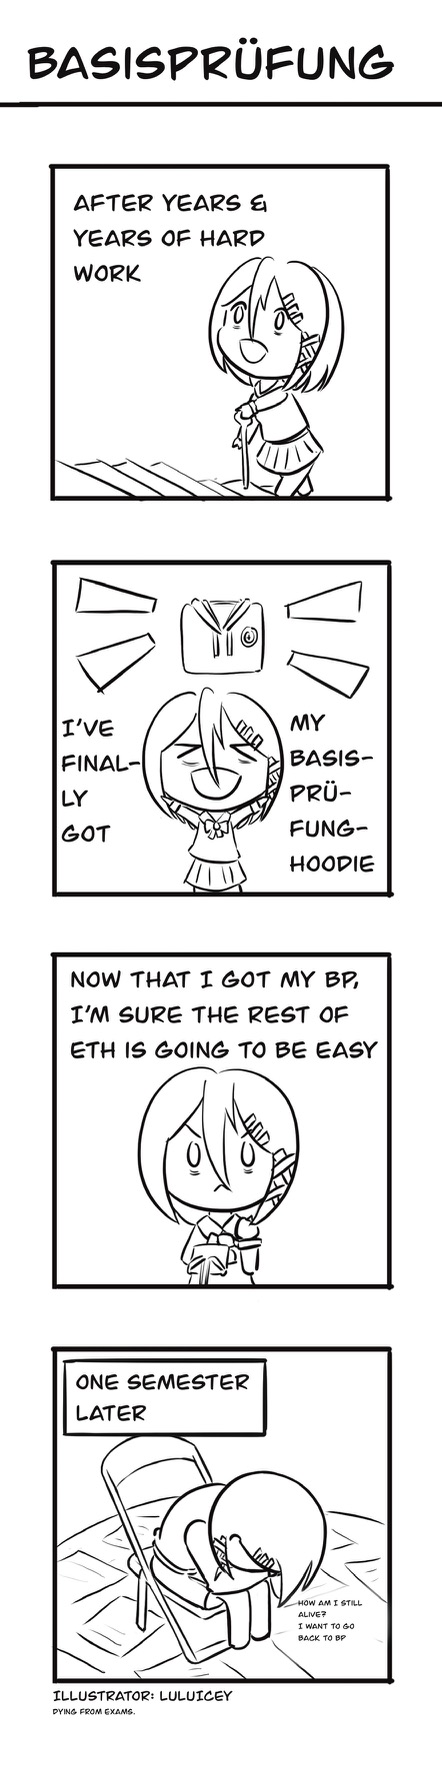 BASISPRÜFUNG
AFTER YEARS &
YEARS OF HARD
WORK
I'VE
FINAL-
LY
GOT
MY
BASIS-
PRÜ-
FUNG-
HOODIE
NOW THAT I GOT MY BP,
I'M SURE THE REST OF
ETH IS GOING TO BE EASY
ONE SEMESTER
LATER
HOW AM I STILL
ALIVE?
I WANT TO GO
BACK TO BP
ILLUSTRATOR: LULUICEY
DYING FROM EXAMS.